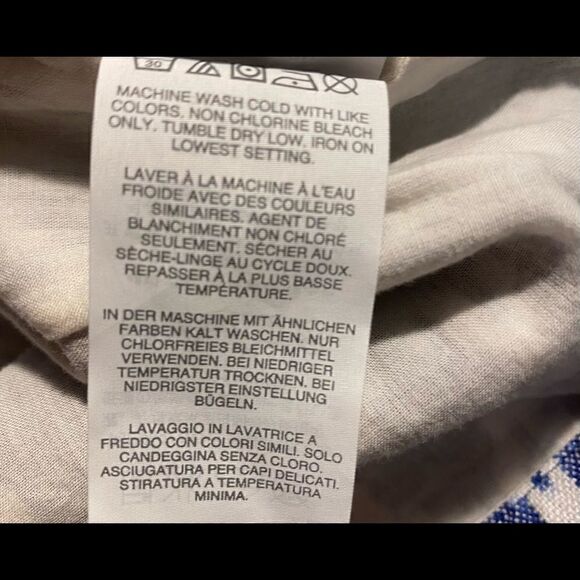 30
MACHINE WASH COLD WITH LIKE
COLORS. NON CHLORINE BLEACH
ONLY. TUMBLE DRY LOW. IRON ON
LOWEST SETTING.
LAVER À LA MACHINE À L'EAU
FROIDE AVEC DES COULEURS
SIMILAIRES. AGENT DE
BLANCHIMENT NON CHLORÉ
SEULEMENT. SÉCHER AU
SÈCHE-LINGE AU CYCLE DOUX.
REPASSER À LA PLUS BASSE
TEMPÉRATURE.
IN DER MASCHINE MIT ÄHNLICHEN
FARBEN KALT WASCHEN. NUR
CHLORFREIES BLEICHMITTEL
VERWENDEN. BEI NIEDRIGER
TEMPERATUR TROCKNEN. BEI
NIEDRIGSTER EINSTELLUNG
BÜGELN.
LAVAGGIO IN LAVATRICE A
FREDDO CON COLORI SIMILI. SOLO
CANDEGGINA SENZA CLORO.
ASCIUGATURA PER CAPI DELICATI.
STIRATURA A TEMPERATURA
MINIMA.